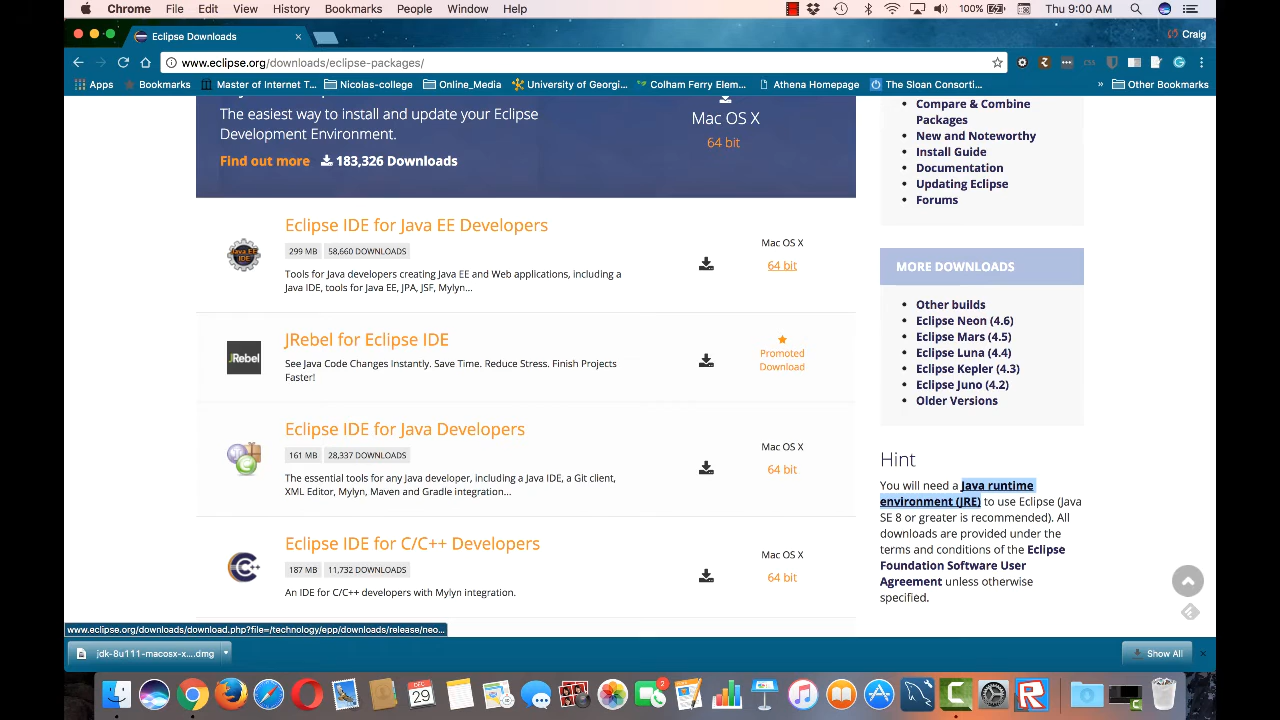 Chrome File Edit View History Bookmarks People Window Help 100% Thu 9:00 AM
Eclipse Downloads Craig
www.eclipse.org/downloads/eclipse-packages/
Apps Bookmarks Master of Internet T... Nicolas-college Online_Media University of Georgi... Colham Ferry Elem... Athena Homepage The Sloan Consorti... » Other Bookmarks
The easiest way to install and update your Eclipse
Development Environment.
Find out more 183,326 Downloads
Mac OS X
64 bit
Eclipse IDE for Java EE Developers
299 MB 58,660 DOWNLOADS
Tools for Java developers creating Java EE and Web applications, including a
Java IDE, tools for Java EE, JPA, JSF, Mylyn...
Mac OS X
64 bit
JRebel for Eclipse IDE
See Java Code Changes Instantly. Save Time. Reduce Stress. Finish Projects
Faster!
Promoted
Download
JRebel
Eclipse IDE for Java Developers
161 MB 28,337 DOWNLOADS
The essential tools for any Java developer, including a Java IDE, a Git client,
XML Editor, Mylyn, Maven and Gradle integration...
Mac OS X
64 bit
Eclipse IDE for C/C++ Developers
187 MB 11,732 DOWNLOADS
An IDE for C/C++ developers with Mylyn integration.
Mac OS X
64 bit
Compare & Combine
Packages
New and Noteworthy
Install Guide
Documentation
Updating Eclipse
Forums
MORE DOWNLOADS
Other builds
Eclipse Neon (4.6)
Eclipse Mars (4.5)
Eclipse Luna (4.4)
Eclipse Kepler (4.3)
Eclipse Juno (4.2)
Older Versions
Hint
You will need a Java runtime
environment (JRE) to use Eclipse (Java
SE 8 or greater is recommended). All
downloads are provided under the
terms and conditions of the Eclipse
Foundation Software User
Agreement unless otherwise
specified.
www.eclipse.org/downloads/download.php?file=/technology/epp/downloads/release/neo...
jdk-8u111-macosx-x....dmg Show All
DEC
29
2